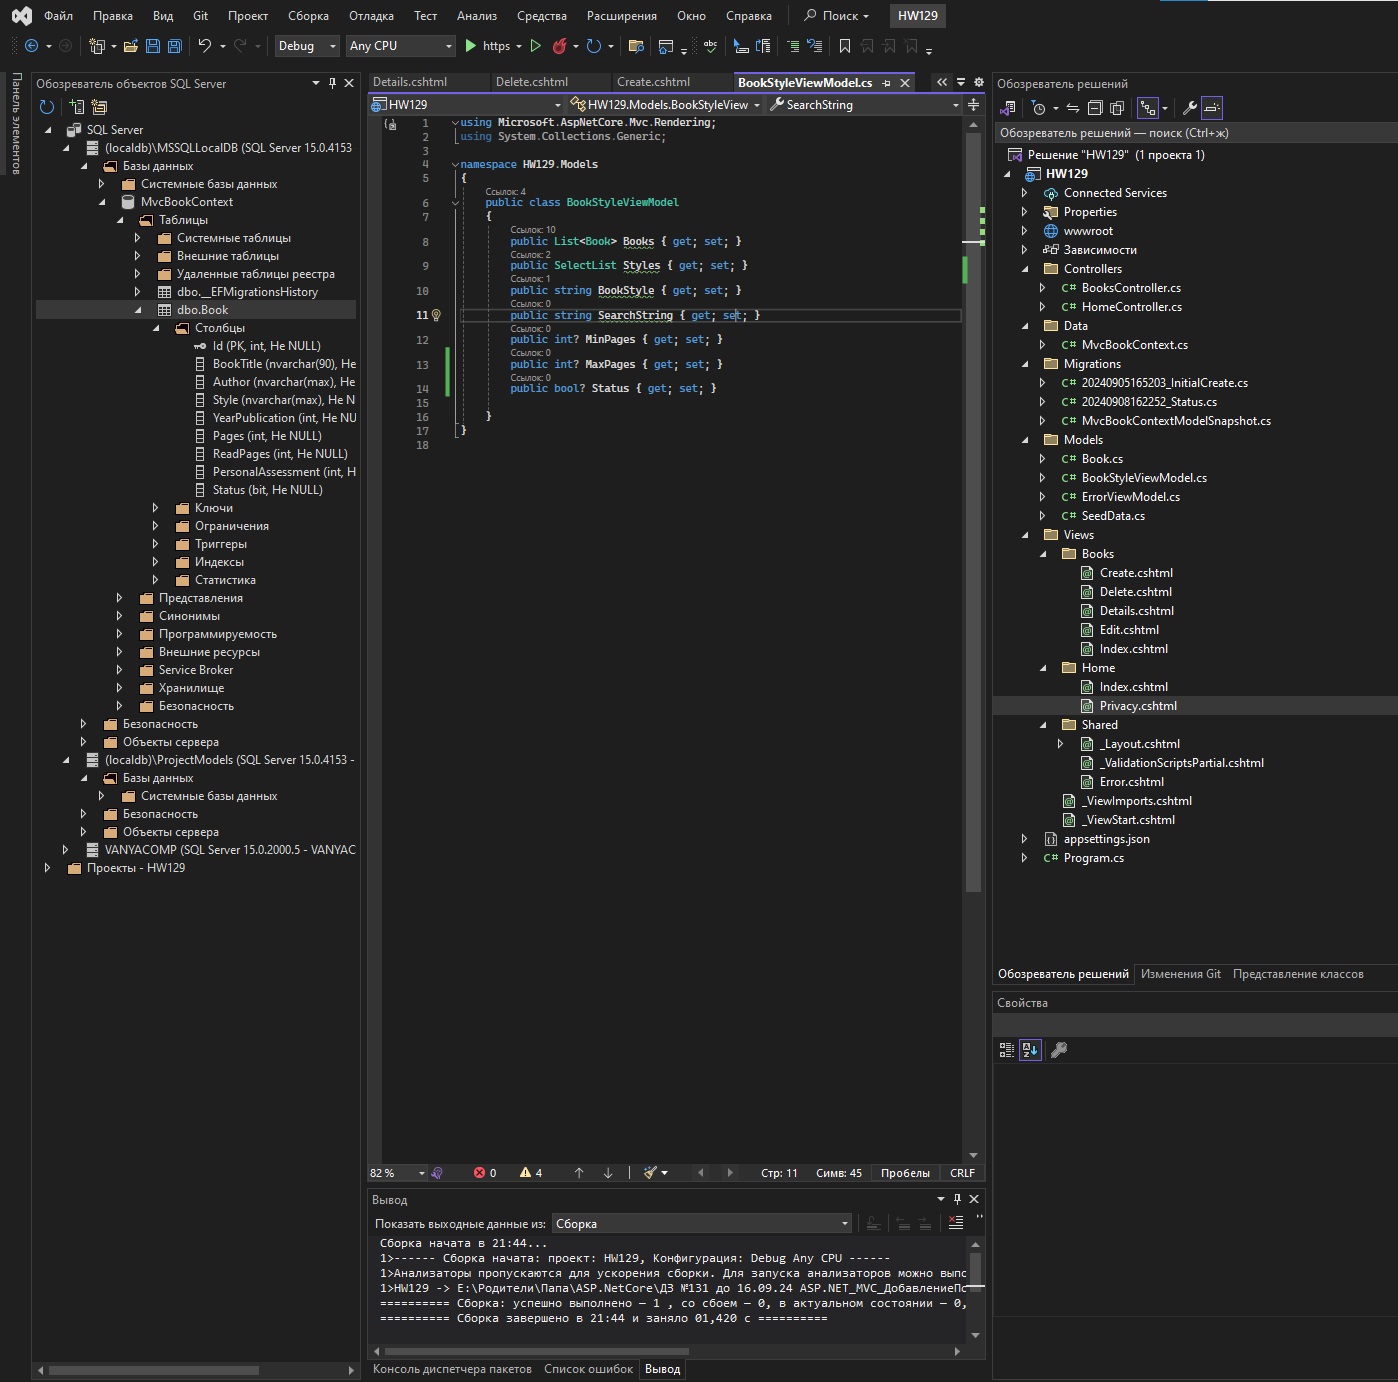 Файл Правка Вид Git Проект Сборка Отладка Тест Анализ Средства Расширения Окно Справка Поиск HW129
Debug Any CPU https
Панель элементов
Обозреватель объектов SQL Server
SQL Server
(localdb)\MSSQLLocalDB (SQL Server 15.0.4153
Базы данных
Системные базы данных
MvcBookContext
Таблицы
Системные таблицы
Внешние таблицы
Удаленные таблицы реестра
dbo.__EFMigrationsHistory
dbo.Book
Столбцы
Id (PK, int, Не NULL)
BookTitle (nvarchar(90), Не
Author (nvarchar(max), Не
Style (nvarchar(max), Не N
YearPublication (int, Не NU
Pages (int, Не NULL)
ReadPages (int, Не NULL)
PersonalAssessment (int, Н
Status (bit, Не NULL)
Ключи
Ограничения
Триггеры
Индексы
Статистика
Представления
Синонимы
Программируемость
Внешние ресурсы
Service Broker
Хранилище
Безопасность
Безопасность
Объекты сервера
(localdb)\ProjectModels (SQL Server 15.0.4153 -
Базы данных
Системные базы данных
Безопасность
Объекты сервера
VANYACOMP (SQL Server 15.0.2000.5 - VANYAC
Проекты - HW129
Details.cshtml Delete.cshtml Create.cshtml BookStyleViewModel.cs
HW129 HW129.Models.BookStyleView SearchString
1 using Microsoft.AspNetCore.Mvc.Rendering;
2 using System.Collections.Generic;
3
4 namespace HW129.Models
5 {
Ссылок: 4
6 public class BookStyleViewModel
7 {
Ссылок: 10
8 public List<Book> Books { get; set; }
Ссылок: 2
9 public SelectList Styles { get; set; }
Ссылок: 1
10 public string BookStyle { get; set; }
Ссылок: 0
11 public string SearchString { get; set; }
Ссылок: 0
12 public int? MinPages { get; set; }
Ссылок: 0
13 public int? MaxPages { get; set; }
Ссылок: 0
14 public bool? Status { get; set; }
15
16 }
17 }
18
82 % 0 4 Стр: 11 Симв: 45 Пробелы CRLF
Вывод
Показать выходные данные из: Сборка
Сборка начата в 21:44...
1>------ Сборка начата: проект: HW129, Конфигурация: Debug Any CPU ------
1>Анализаторы пропускаются для ускорения сборки. Для запуска анализаторов можно выпо
1>HW129 -> E:\Родители\Папа\ASP.NetCore\ДЗ №131 до 16.09.24 ASP.NET_MVC_ДобавлениеПо
========== Сборка: успешно выполнено — 1 , со сбоем — 0, в актуальном состоянии — 0,
========== Сборка завершено в 21:44 и заняло 01,420 с ==========
Консоль диспетчера пакетов Список ошибок Вывод
Обозреватель решений
Обозреватель решений — поиск (Ctrl+ж)
Решение "HW129" (1 проекта 1)
HW129
Connected Services
Properties
wwwroot
Зависимости
Controllers
C# BooksController.cs
C# HomeController.cs
Data
C# MvcBookContext.cs
Migrations
C# 20240905165203_InitialCreate.cs
C# 20240908162252_Status.cs
C# MvcBookContextModelSnapshot.cs
Models
C# Book.cs
C# BookStyleViewModel.cs
C# ErrorViewModel.cs
C# SeedData.cs
Views
Books
Create.cshtml
Delete.cshtml
Details.cshtml
Edit.cshtml
Index.cshtml
Home
Index.cshtml
Privacy.cshtml
Shared
_Layout.cshtml
_ValidationScriptsPartial.cshtml
Error.cshtml
_ViewImports.cshtml
_ViewStart.cshtml
appsettings.json
C# Program.cs
Обозреватель решений Изменения Git Представление классов
Свойства